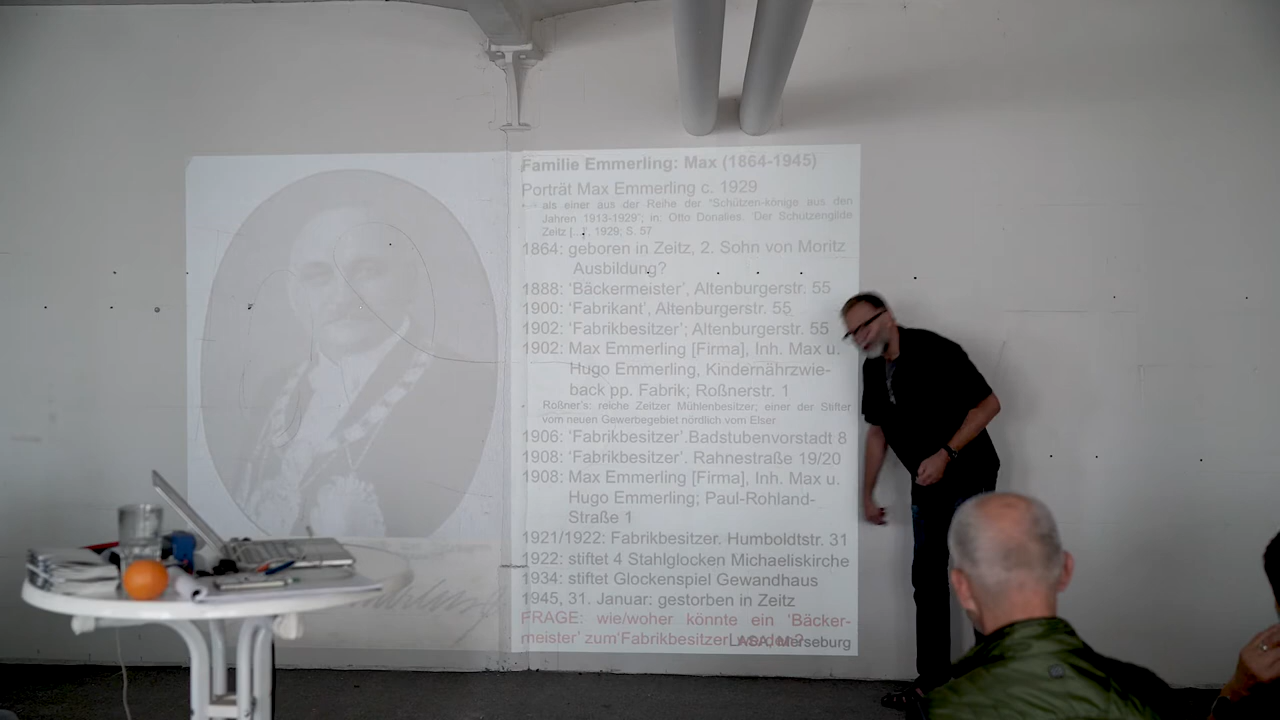 Familie Emmerling: Max (1864-1945)
Porträt Max Emmerling c. 1929
- als einer aus der Reihe der "Schützen-könige aus den
Jahren 1913-1929"; in: Otto Donalies. Der Schützengilde
Zeitz [...], 1929, S. 57
1864: geboren in Zeitz, 2. Sohn von Moritz
Ausbildung?
1888: 'Bäckermeister', Altenburgerstr. 55
1900: 'Fabrikant', Altenburgerstr. 55
1902: 'Fabrikbesitzer'; Altenburgerstr. 55
1902: Max Emmerling [Firma], Inh. Max u.
Hugo Emmerling, Kindernährzwie-
back pp. Fabrik; Roßnerstr. 1
- Roßner's: reiche Zeitzer Mühlenbesitzer; einer der Stifter
vom neuen Gewerbegebiet nördlich vom Elser
1906: 'Fabrikbesitzer'.Badstubenvorstadt 8
1908: 'Fabrikbesitzer'. Rahnestraße 19/20
1908: Max Emmerling [Firma], Inh. Max u.
Hugo Emmerling; Paul-Rohland-
Straße 1
1921/1922: Fabrikbesitzer. Humboldtstr. 31
1922: stiftet 4 Stahlglocken Michaeliskirche
1934: stiftet Glockenspiel Gewandhaus
1945, 31. Januar: gestorben in Zeitz
FRAGE: wie/woher könnte ein 'Bäcker-
meister' zum'Fabrikbesitzer werden?
LASA, Merseburg